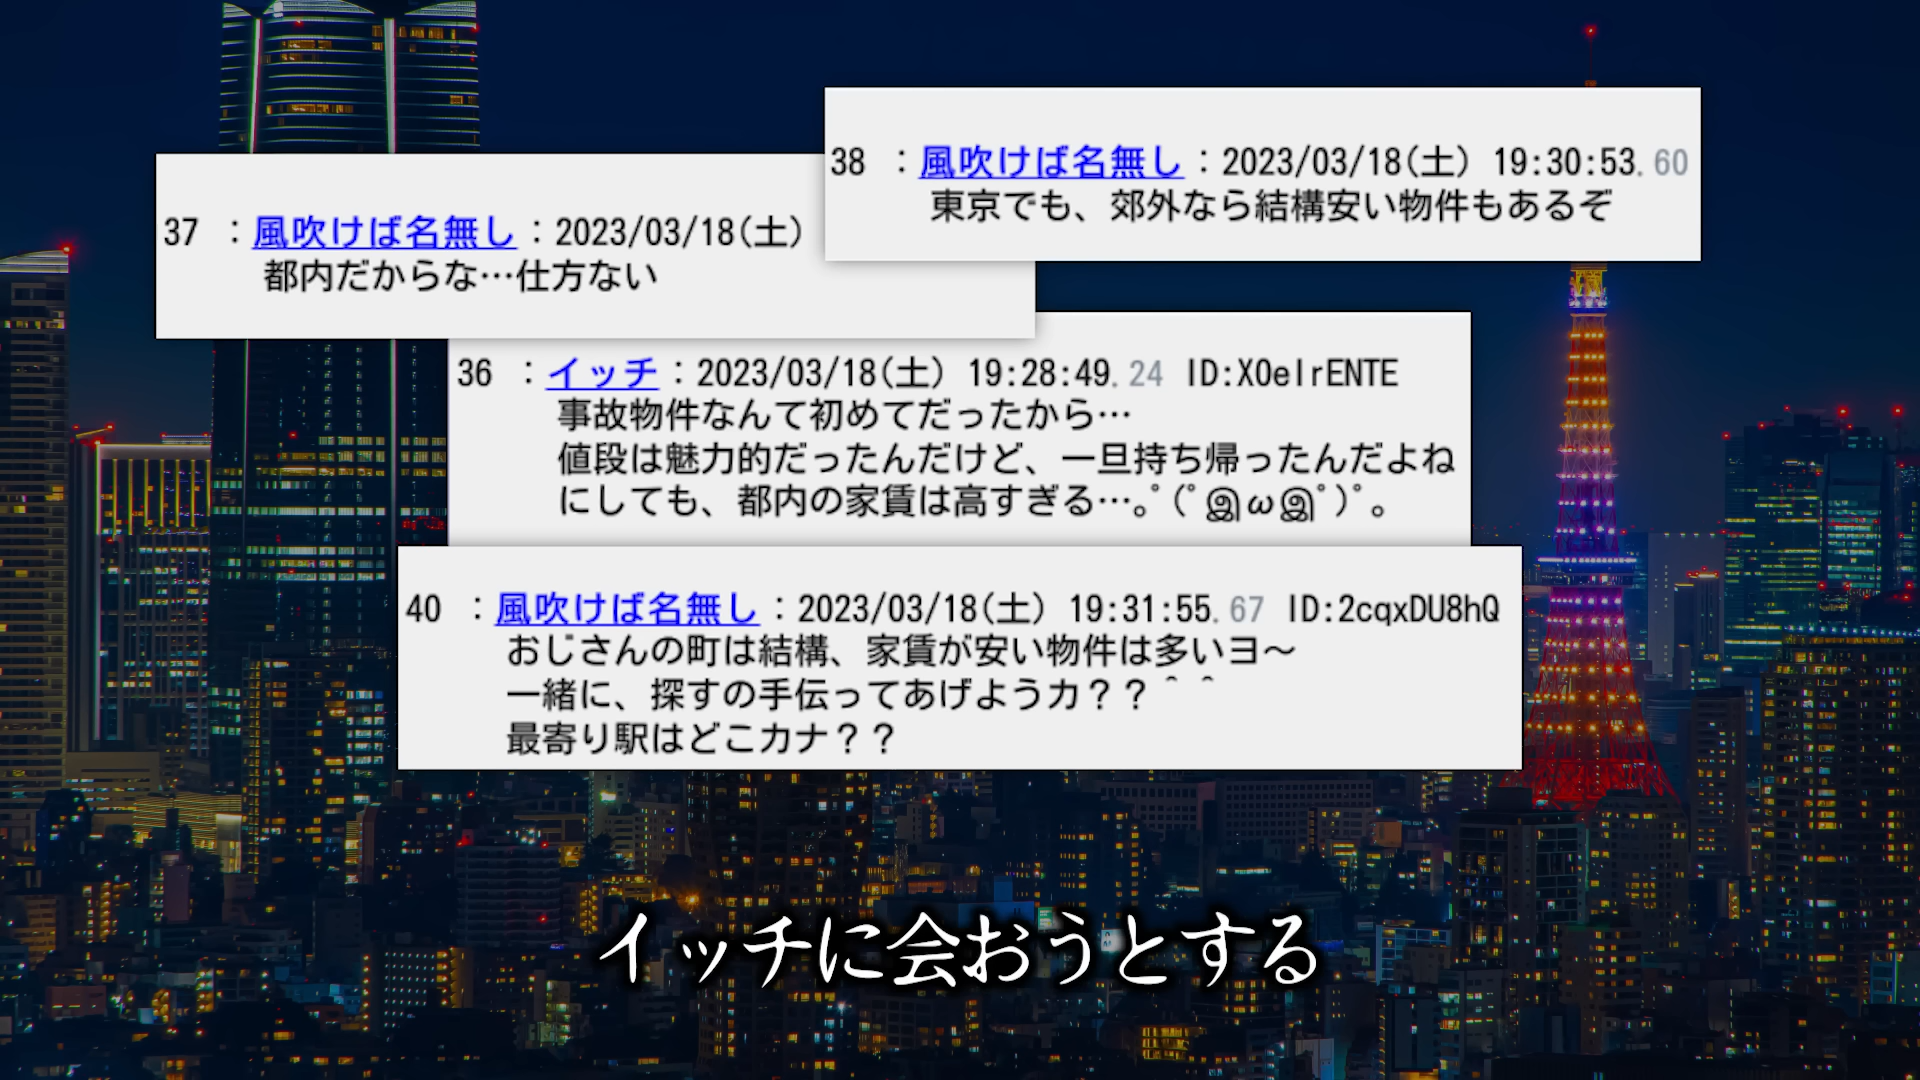 38 ：風吹けば名無し：2023/03/18(土) 19:30:53.60
東京でも、郊外なら結構安い物件もあるぞ
37 ：風吹けば名無し：2023/03/18(土)
都内だからな…仕方ない
36 ：イッチ：2023/03/18(土) 19:28:49.24 ID:X0eIrENTE
事故物件なんて初めてだったから…
値段は魅力的だったんだけど、一旦持ち帰ったんだよね
にしても、都内の家賃は高すぎる…｡ﾟ(ﾟஇωஇﾟ)ﾟ｡
40 ：風吹けば名無し：2023/03/18(土) 19:31:55.67 ID:2cqxDU8hQ
おじさんの町は結構、家賃が安い物件は多いヨ～
一緒に、探すの手伝ってあげようカ？？＾＾
最寄り駅はどこカナ？？
イッチに会おうとする